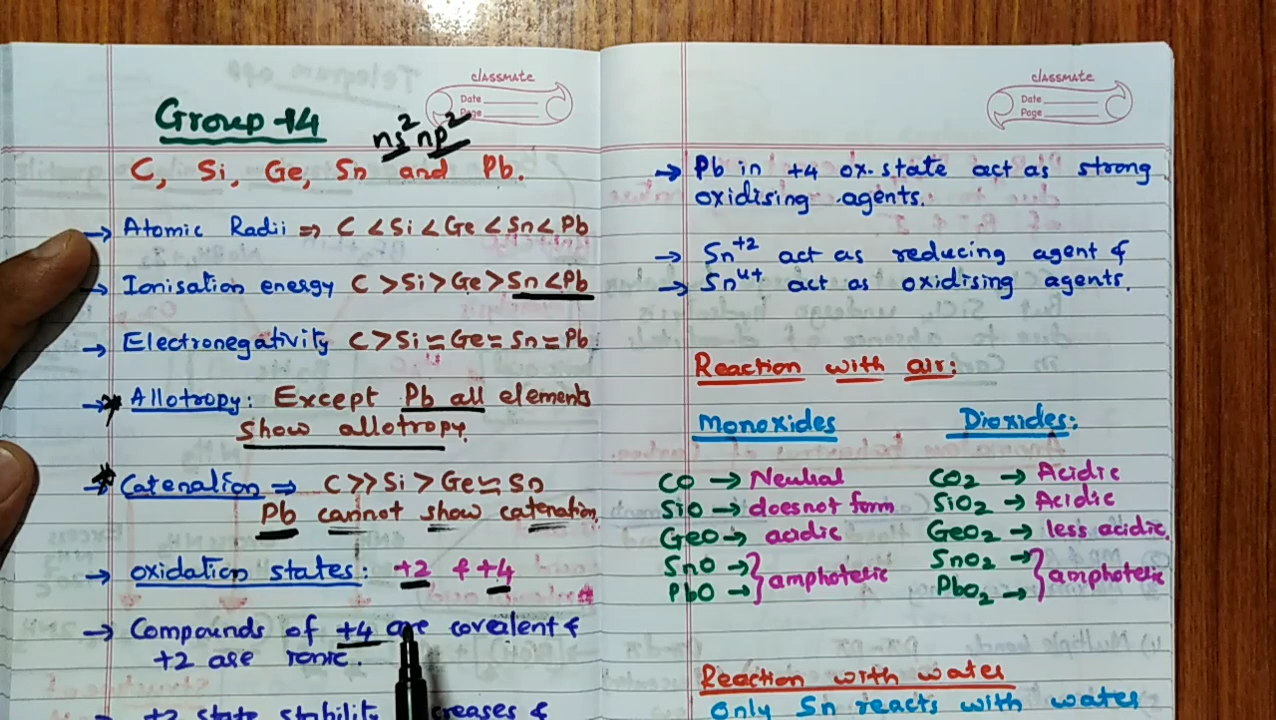 classmate
Date
Page
Group-14
ns² np²
C, Si, Ge, Sn and Pb.
→ Atomic Radii ⇒ C < Si < Ge < Sn < Pb
→ Ionisation energy C > Si > Ge > Sn < Pb
→ Electronegativity C > Si ≃ Ge ≃ Sn ≃ Pb
→* Allotropy: Except Pb all elements
show allotropy.
→* Catenation ⇒ C >> Si > Ge ≃ Sn
Pb cannot show catenation.
→ oxidation states: +2 & +4
→ Compounds of +4 are covalent &
+2 are ionic.
+2 state stability &
classmate
Date
Page
→ Pb in +4 ox. state act as strong
oxidising agents.
→ Sn+2 act as reducing agent &
→ Sn4+ act as oxidising agents.
Reaction with air:
Monoxides Dioxides:
CO → Neutral CO2 → Acidic
SiO → doesnot form SiO2 → Acidic
GeO → acidic GeO2 → less acidic.
SnO → SnO2 →
} amphoteric } amphoteric
PbO → PbO2 →
Reaction with water
Only Sn reacts with water